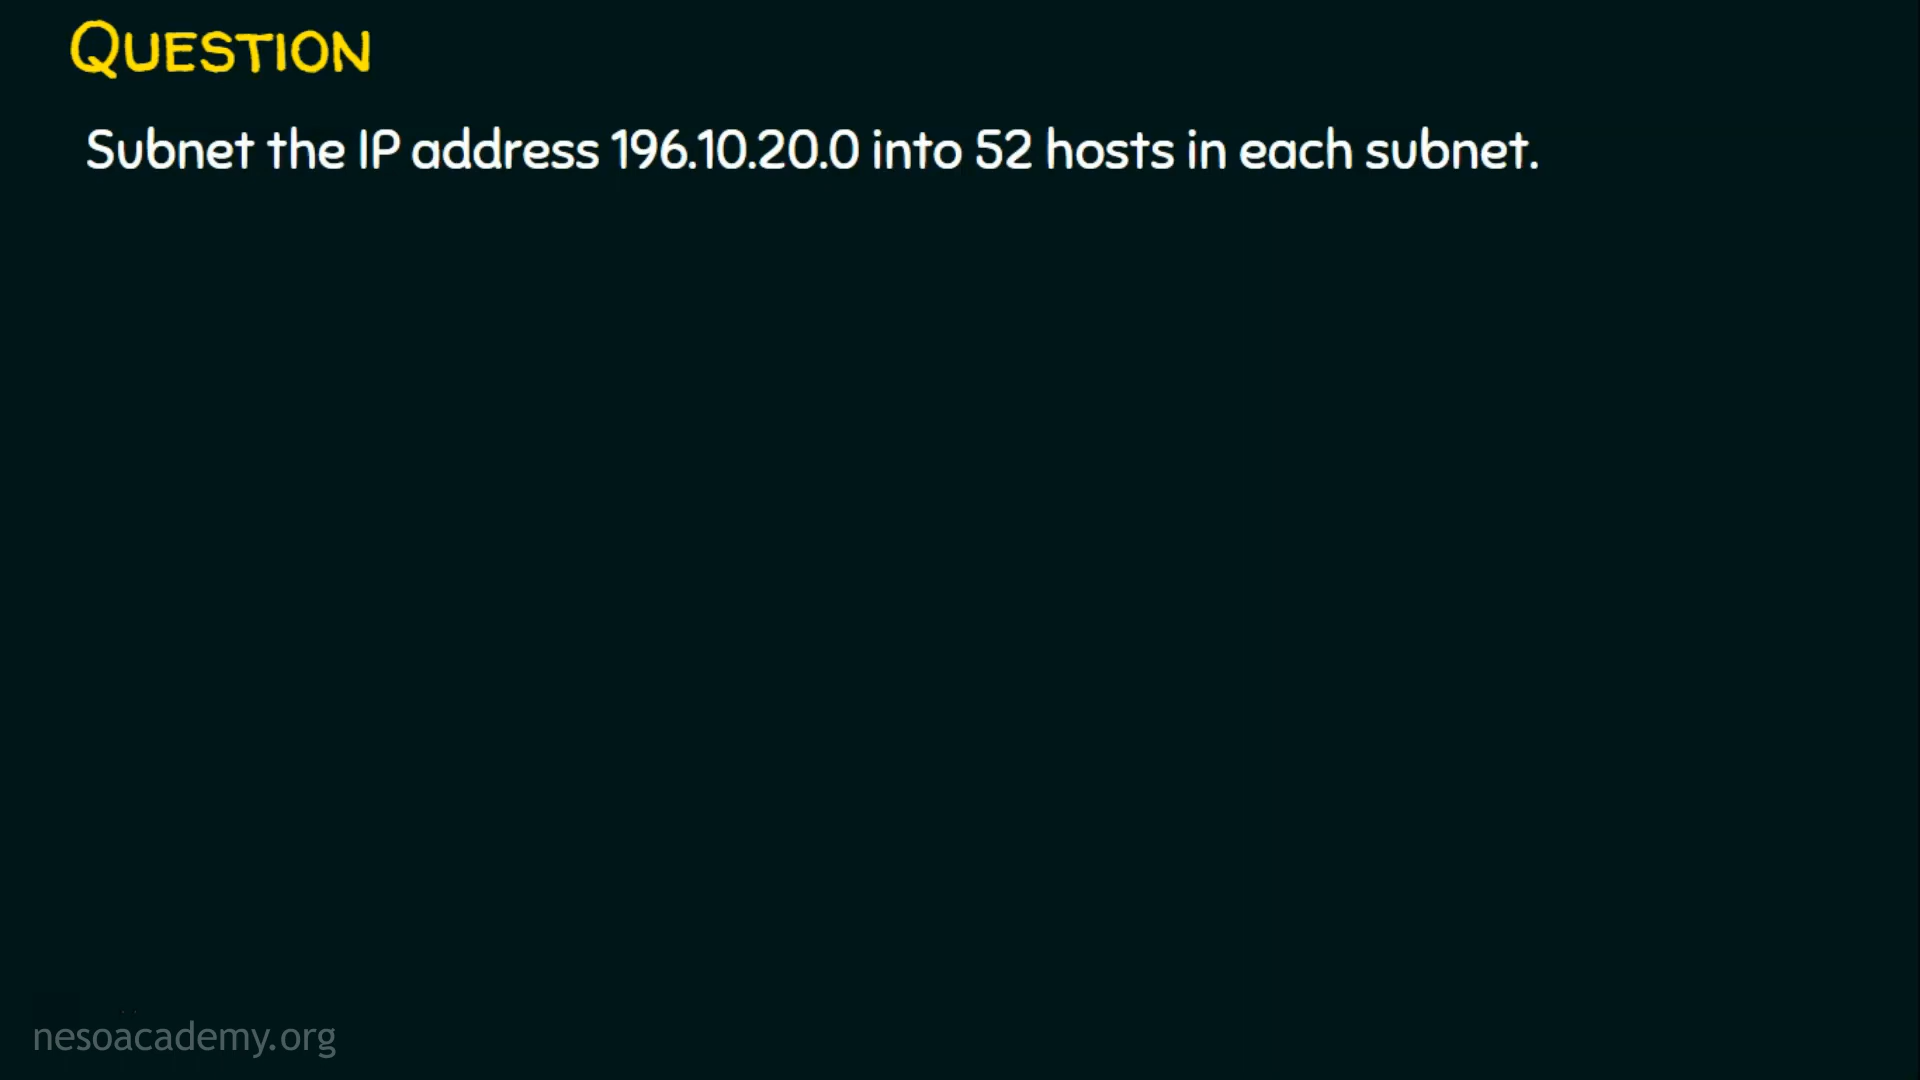 QUESTION
Subnet the IP address 196.10.20.0 into 52 hosts in each subnet.
nesoacademy.org